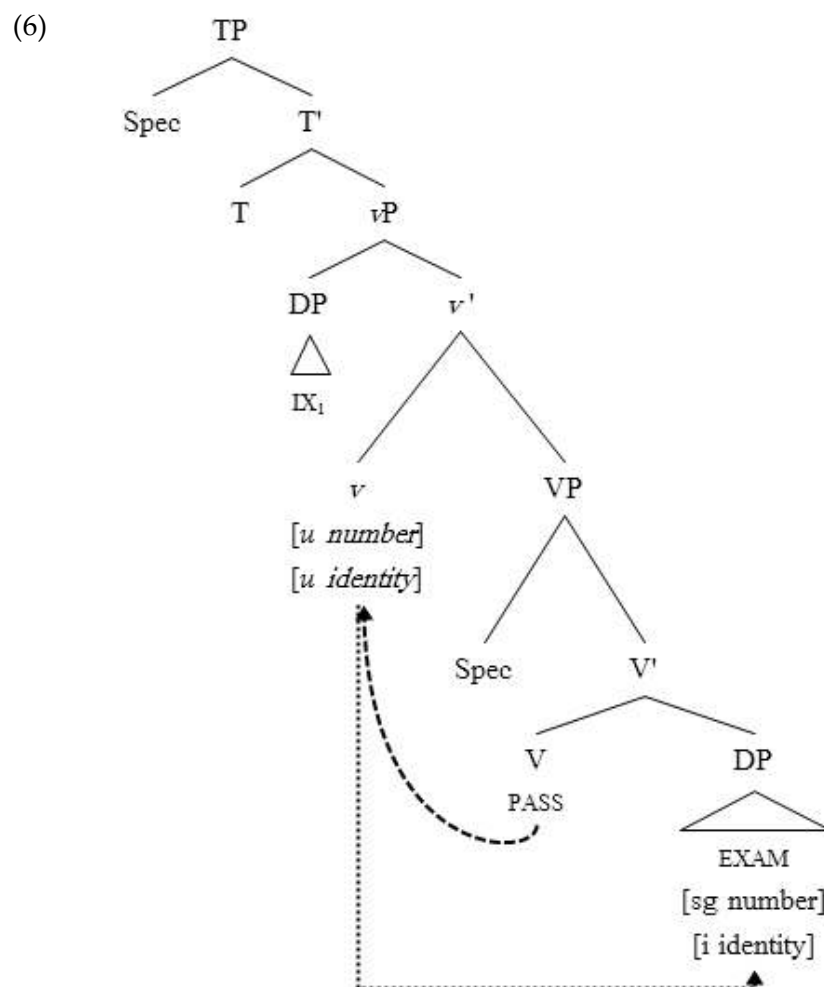 (6)
TP
Spec T'
T vP
DP v'
IX₁
v VP
[u number]
[u identity]
Spec V'
V DP
PASS
EXAM
[sg number]
[i identity]